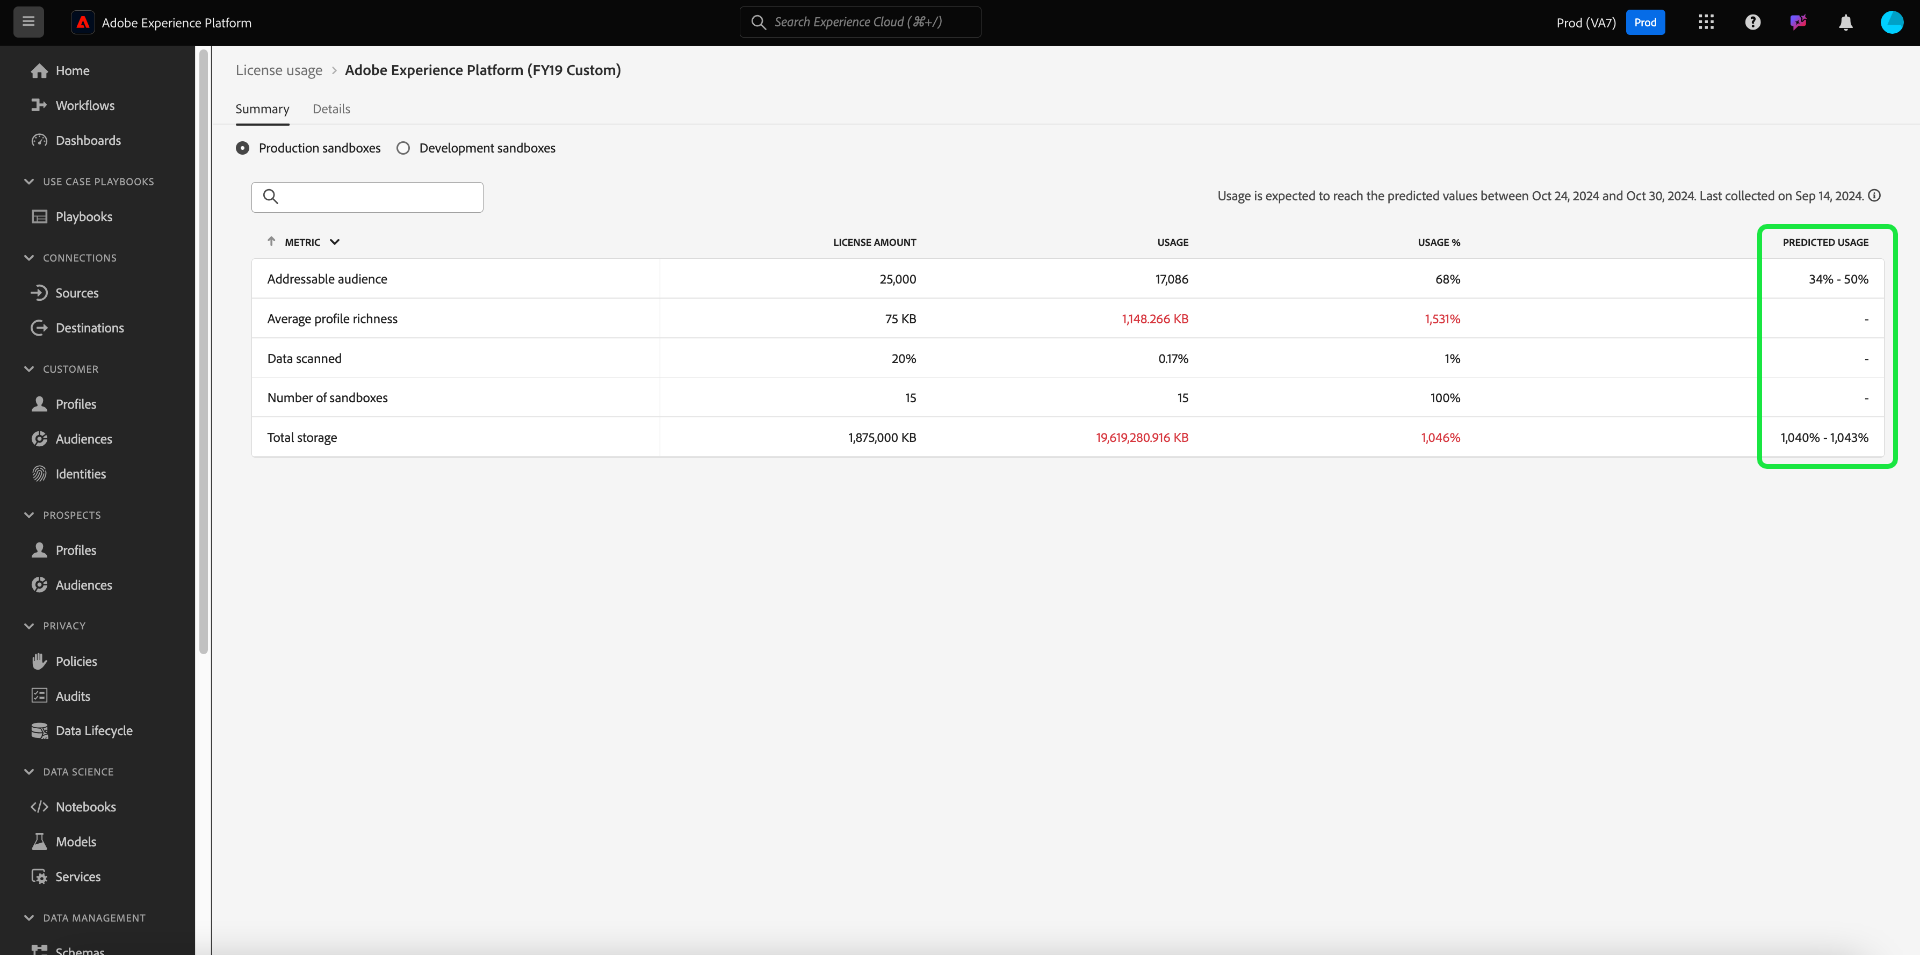 Adobe Experience Platform
Search Experience Cloud (⌘+/)
Prod (VA7)
Prod
Home
Workflows
Dashboards
USE CASE PLAYBOOKS
Playbooks
CONNECTIONS
Sources
Destinations
CUSTOMER
Profiles
Audiences
Identities
PROSPECTS
Profiles
Audiences
PRIVACY
Policies
Audits
Data Lifecycle
DATA SCIENCE
Notebooks
Models
Services
DATA MANAGEMENT
Schemas
License usage > Adobe Experience Platform (FY19 Custom)
Summary Details
Production sandboxes Development sandboxes
Usage is expected to reach the predicted values between Oct 24, 2024 and Oct 30, 2024. Last collected on Sep 14, 2024.
METRIC LICENSE AMOUNT USAGE USAGE % PREDICTED USAGE
Addressable audience 25,000 17,086 68% 34% - 50%
Average profile richness 75 KB 1,148.266 KB 1,531% -
Data scanned 20% 0.17% 1% -
Number of sandboxes 15 15 100% -
Total storage 1,875,000 KB 19,619,280.916 KB 1,046% 1,040% - 1,043%